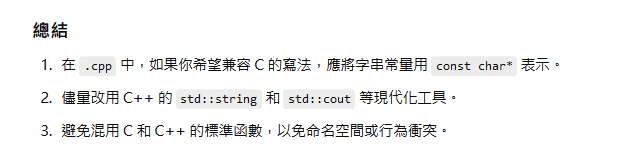 總結
1. 在 .cpp 中，如果你希望兼容 C 的寫法，應將字串常量用 const char* 表示。
2. 儘量改用 C++ 的 std::string 和 std::cout 等現代化工具。
3. 避免混用 C 和 C++ 的標準函數，以免命名空間或行為衝突。